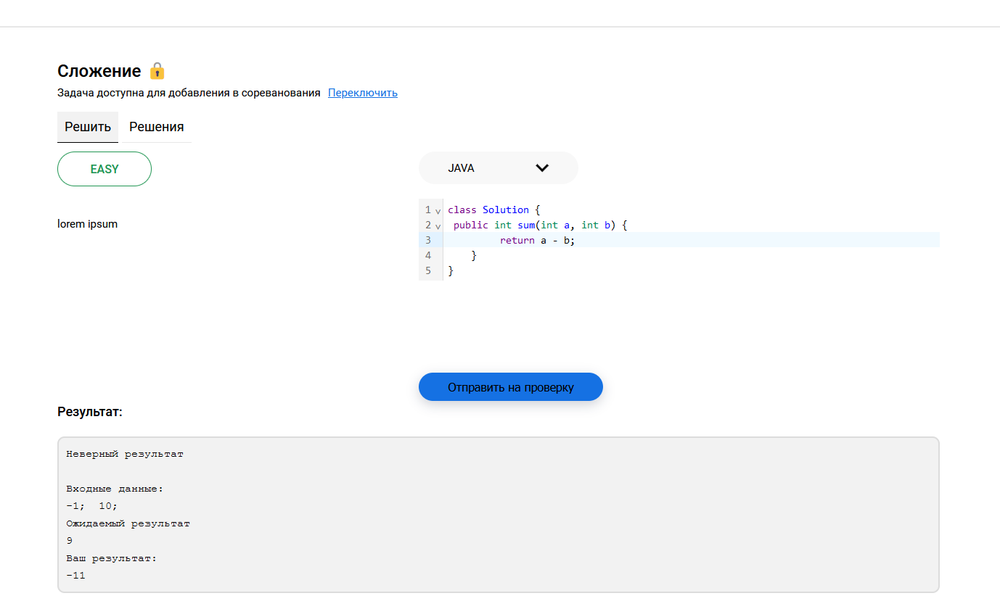 Сложение
Задача доступна для добавления в сореванования Переключить
Решить Решения
EASY
JAVA
lorem ipsum
1 class Solution {
2 public int sum(int a, int b) {
3 return a - b;
4 }
5 }
Отправить на проверку
Результат:
Неверный результат
Входные данные:
-1; 10;
Ожидаемый результат
9
Ваш результат:
-11